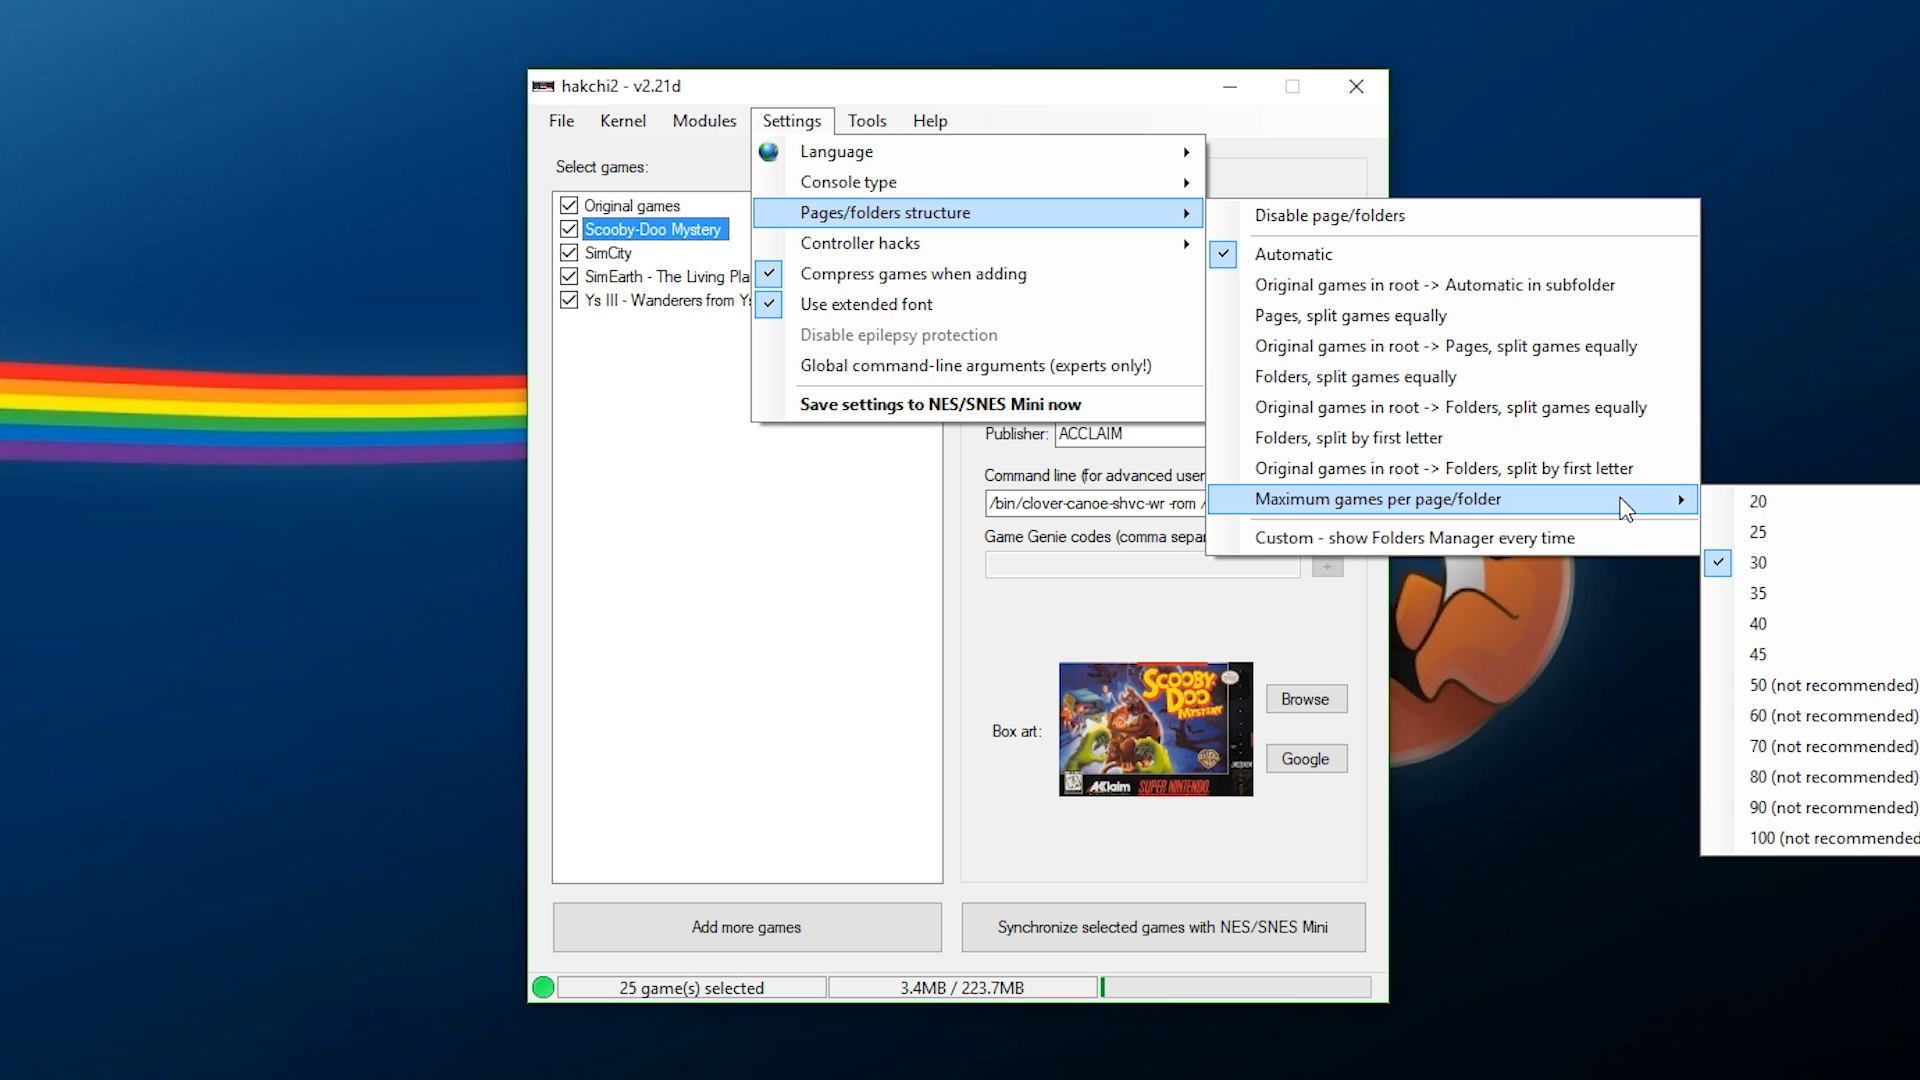 hakchi2 - v2.21d
File Kernel Modules Settings Tools Help
Select games:
Original games
Scooby-Doo Mystery
SimCity
SimEarth - The Living Pla
Ys III - Wanderers from Ys
Language
Console type
Pages/folders structure
Controller hacks
Compress games when adding
Use extended font
Disable epilepsy protection
Global command-line arguments (experts only!)
Save settings to NES/SNES Mini now
Disable page/folders
Automatic
Original games in root -> Automatic in subfolder
Pages, split games equally
Original games in root -> Pages, split games equally
Folders, split games equally
Original games in root -> Folders, split games equally
Folders, split by first letter
Original games in root -> Folders, split by first letter
Maximum games per page/folder
Custom - show Folders Manager every time
20
25
30
35
40
45
50 (not recommended)
60 (not recommended)
70 (not recommended)
80 (not recommended)
90 (not recommended)
100 (not recommended
Publisher: ACCLAIM
Command line (for advanced user
/bin/clover-canoe-shvc-wr -rom /
Game Genie codes (comma separ
+
Box art:
SCOOBY-
DOO
MYSTERY
AKlaim SUPER NINTENDO
Browse
Google
Add more games
Synchronize selected games with NES/SNES Mini
25 game(s) selected
3.4MB / 223.7MB